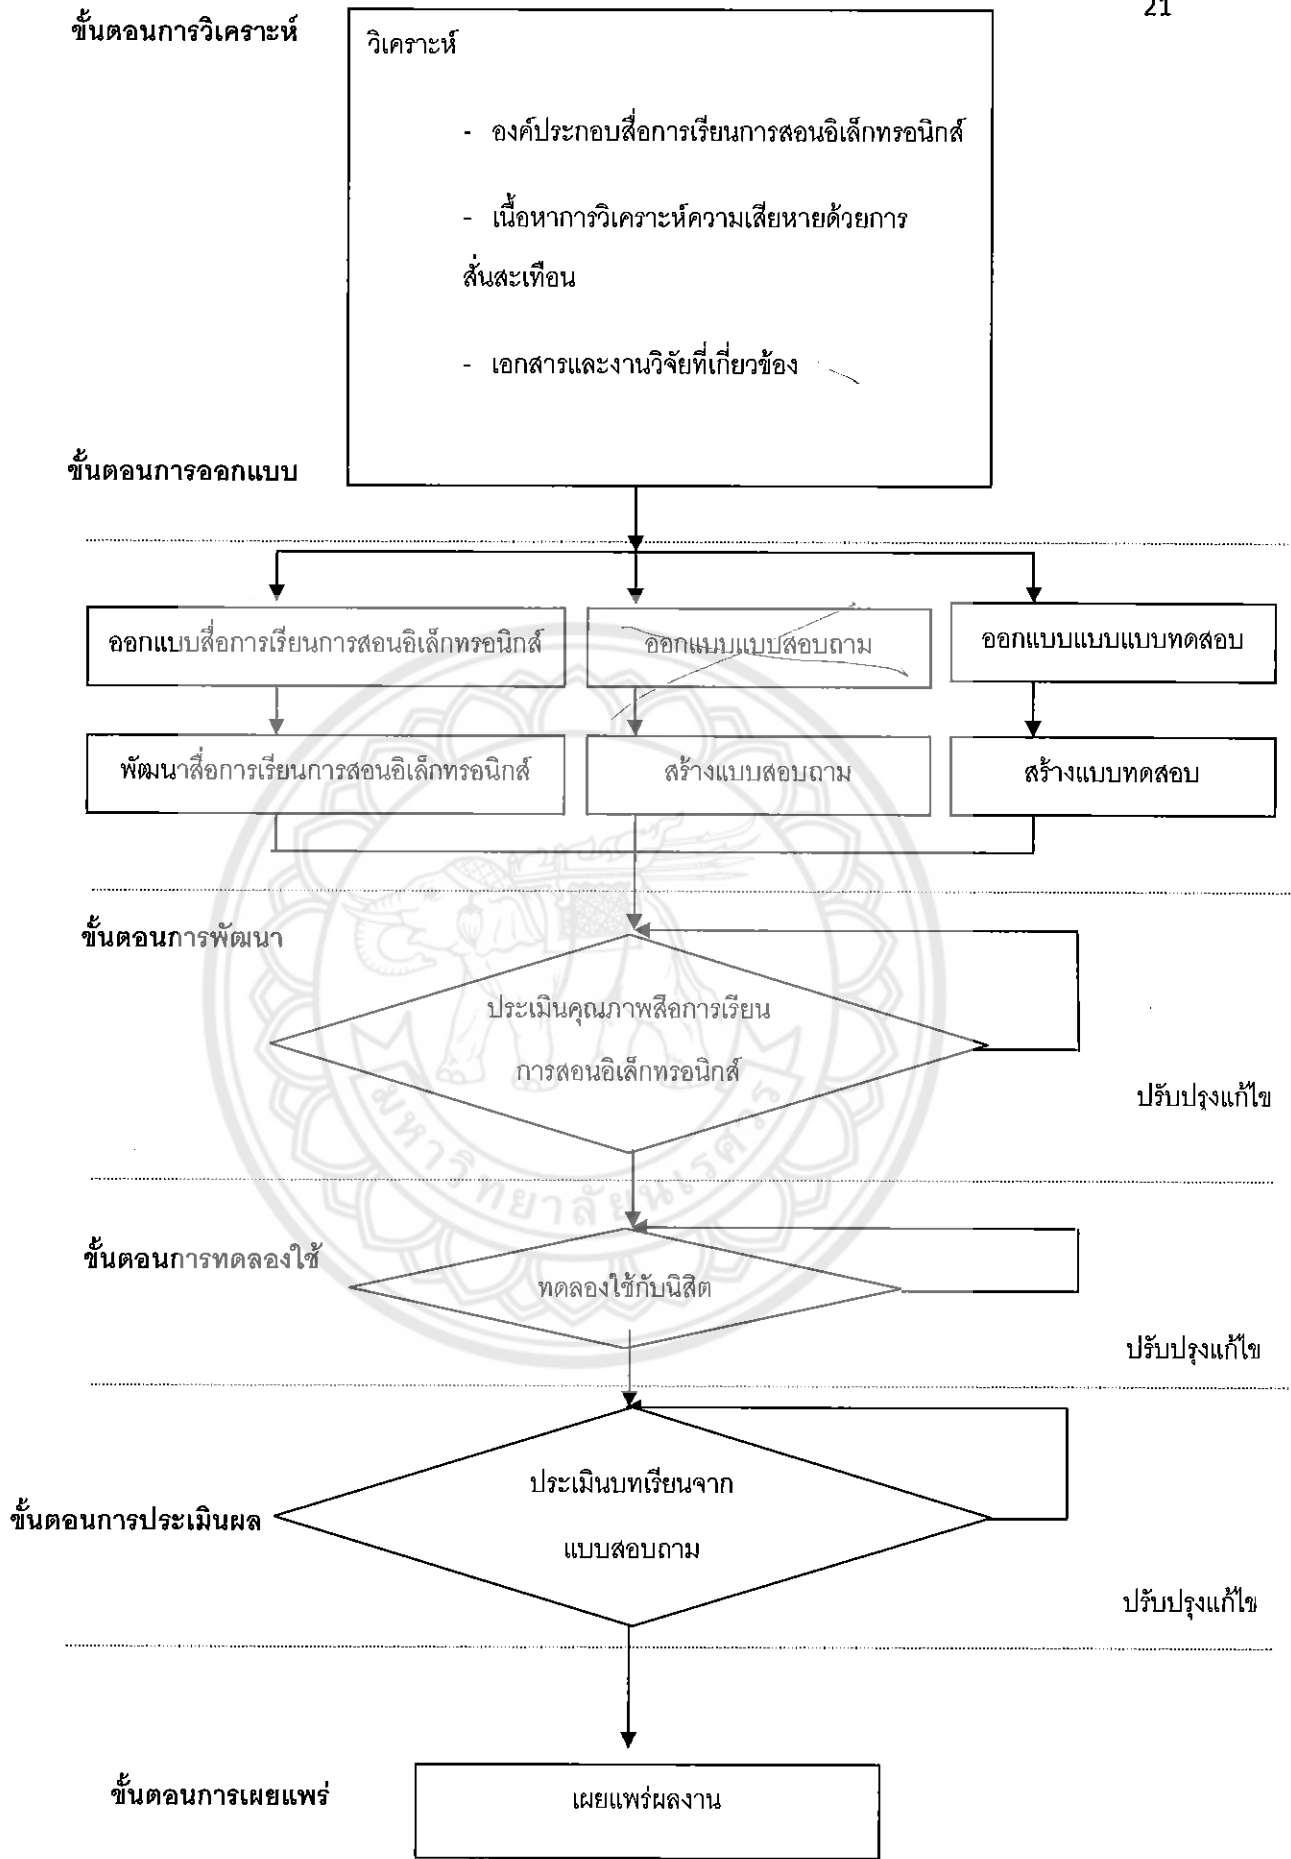 21
ขั้นตอนการวิเคราะห์
วิเคราะห์
- องค์ประกอบสื่อการเรียนการสอนอิเล็กทรอนิกส์
- เนื้อหาการวิเคราะห์ความเสียหายด้วยการ
สั่นสะเทือน
- เอกสารและงานวิจัยที่เกี่ยวข้อง
ขั้นตอนการออกแบบ
ออกแบบสื่อการเรียนการสอนอิเล็กทรอนิกส์
ออกแบบแบบสอบถาม
ออกแบบแบบแบบทดสอบ
พัฒนาสื่อการเรียนการสอนอิเล็กทรอนิกส์
สร้างแบบสอบถาม
สร้างแบบทดสอบ
ขั้นตอนการพัฒนา
ประเมินคุณภาพสื่อการเรียน
การสอนอิเล็กทรอนิกส์
ปรับปรุงแก้ไข
มหาวิทยาลัยนเรศวร
ขั้นตอนการทดลองใช้
ทดลองใช้กับนิสิต
ปรับปรุงแก้ไข
ประเมินบทเรียนจาก
ขั้นตอนการประเมินผล
แบบสอบถาม
ปรับปรุงแก้ไข
ขั้นตอนการเผยแพร่
เผยแพร่ผลงาน